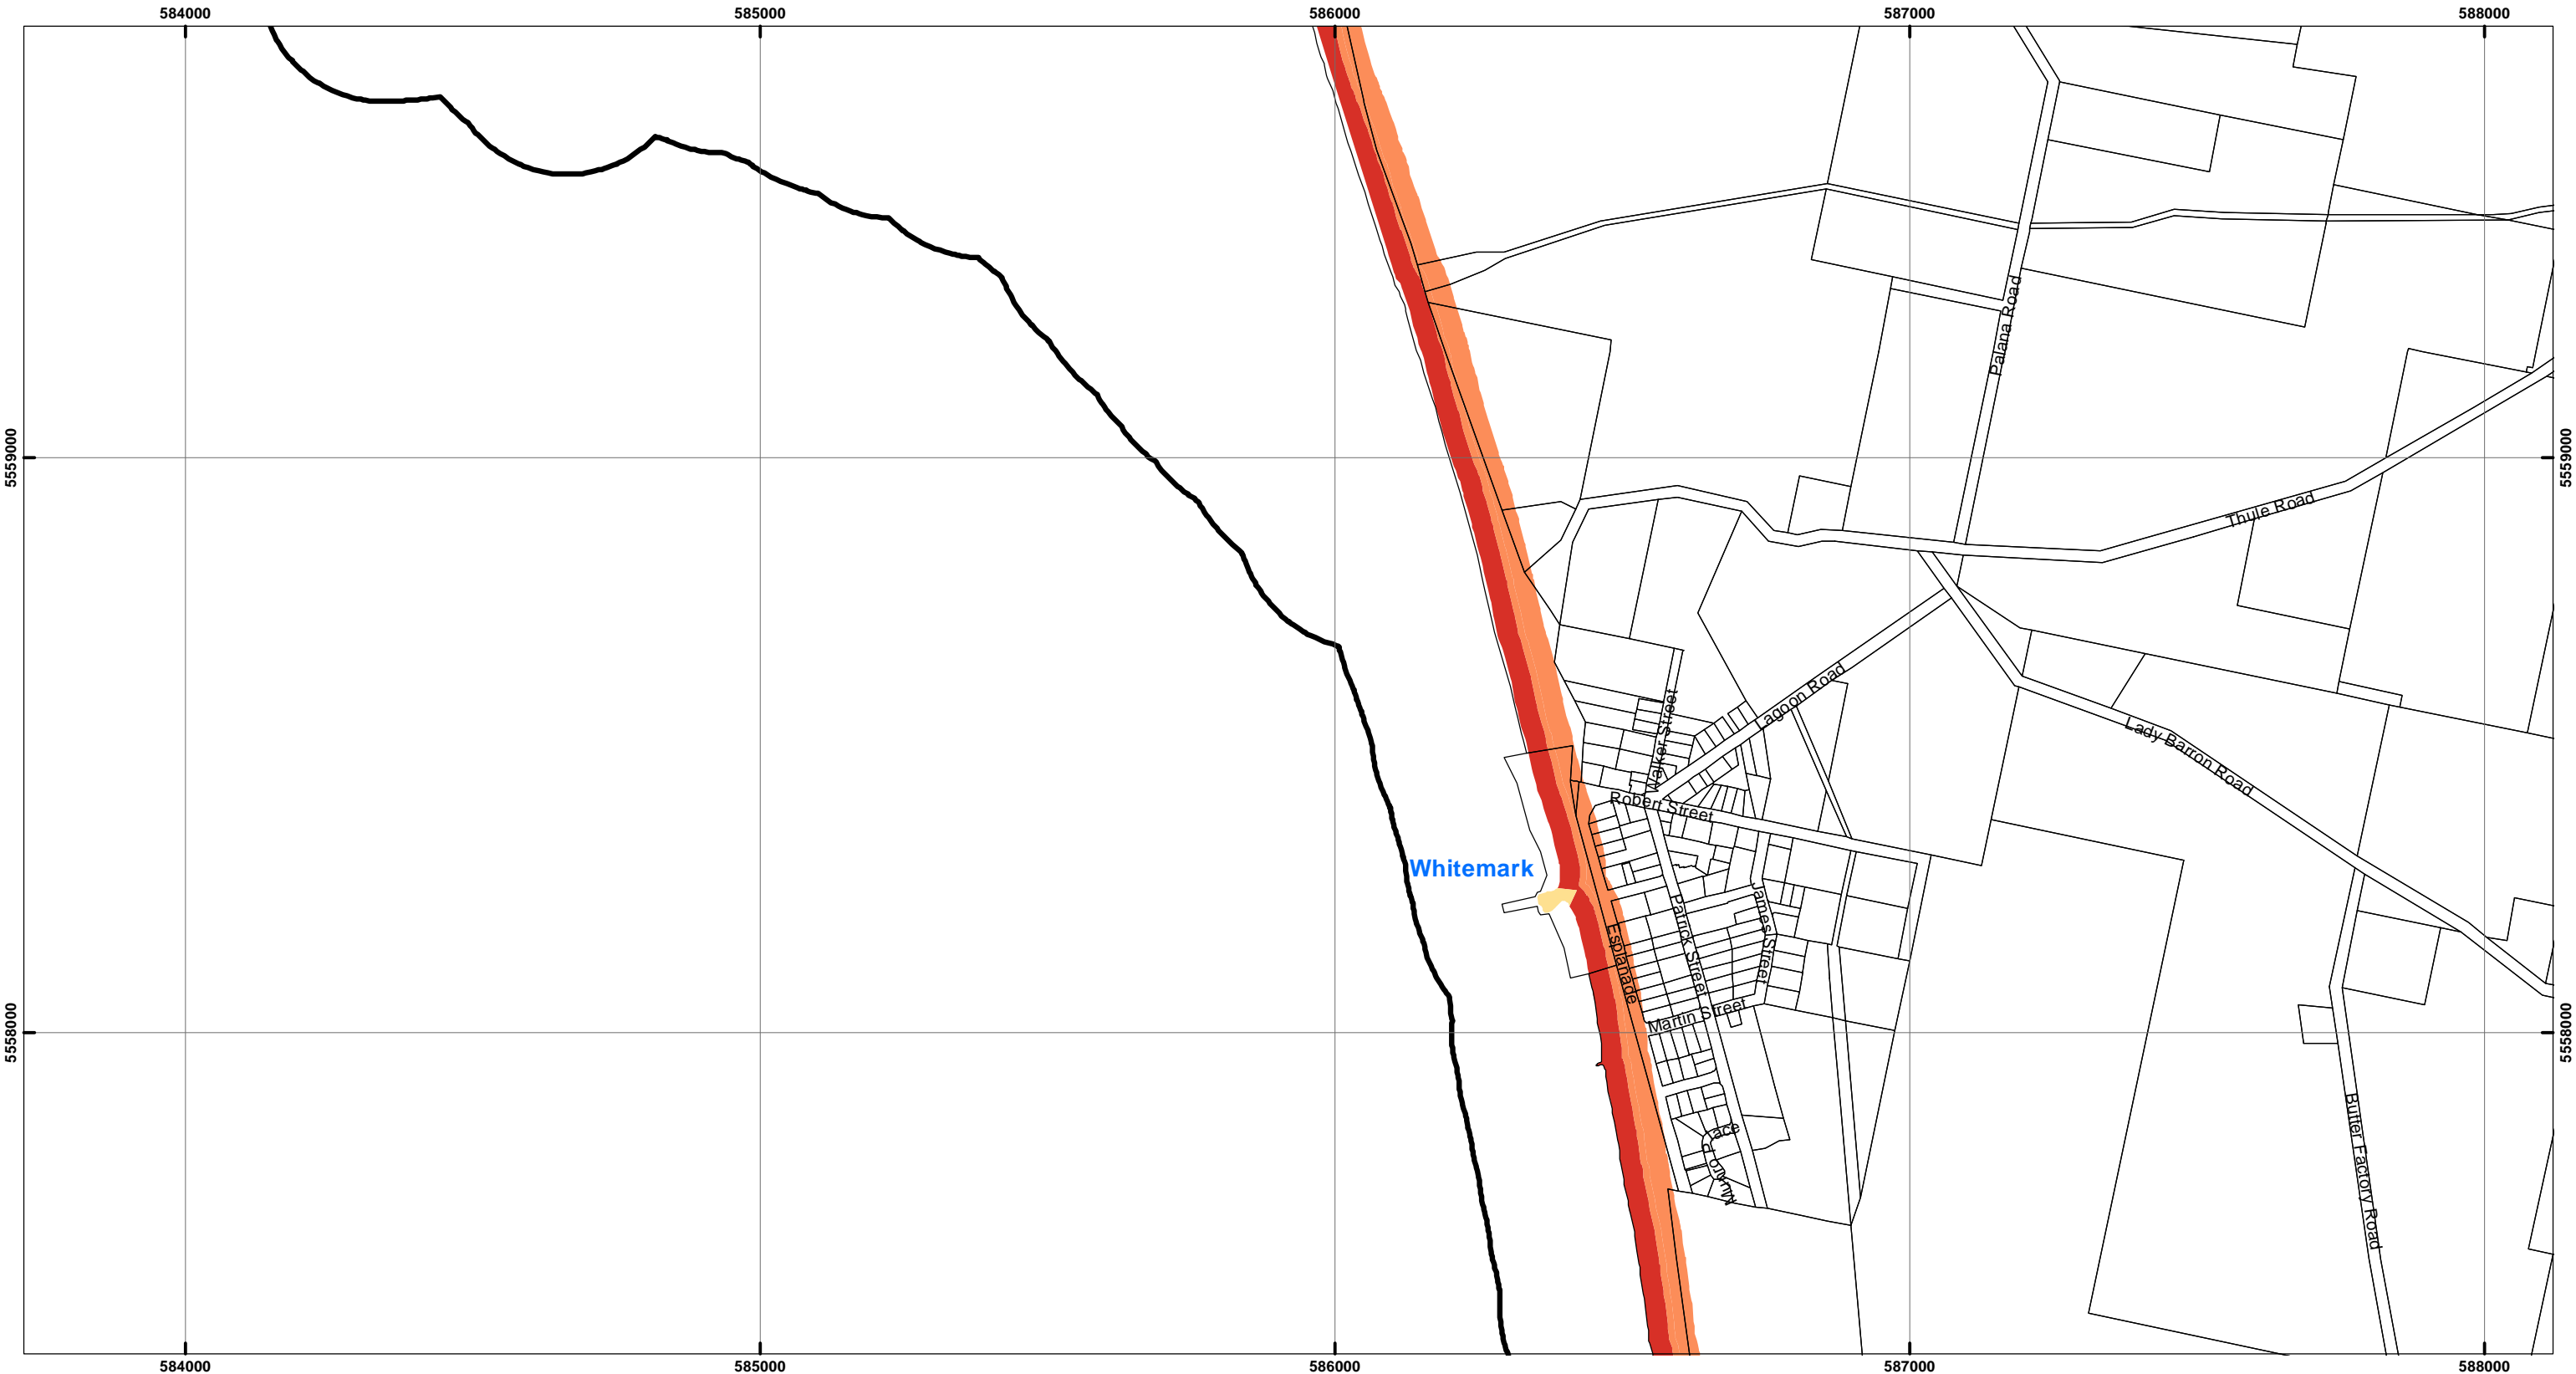 584000
585000
586000
587000
588000
Palana Road
5559000
5559000
Thule Road
Lagoon Road
Walker Street
Lady Barron Road
Robert Street
Whitemark
James Street
Patrick Street
Esplanade
Martin Street
5558000
5558000
Butter Factory Road
Munro Place
584000
585000
586000
587000
588000